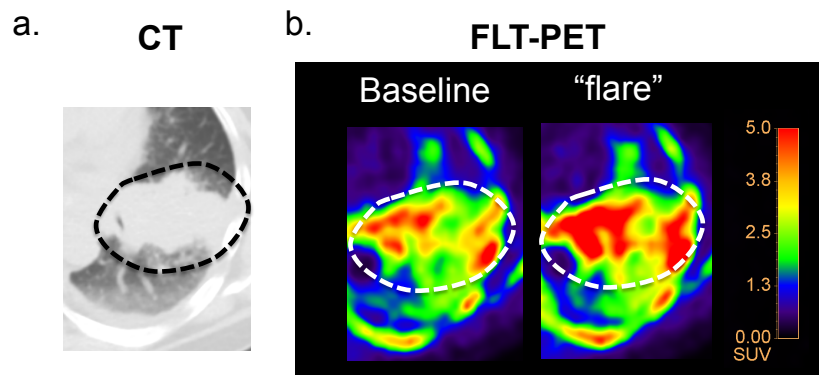 a.
CT
b.
FLT-PET
Baseline
“flare”
5.0
3.8
2.5
1.3
0.00
SUV